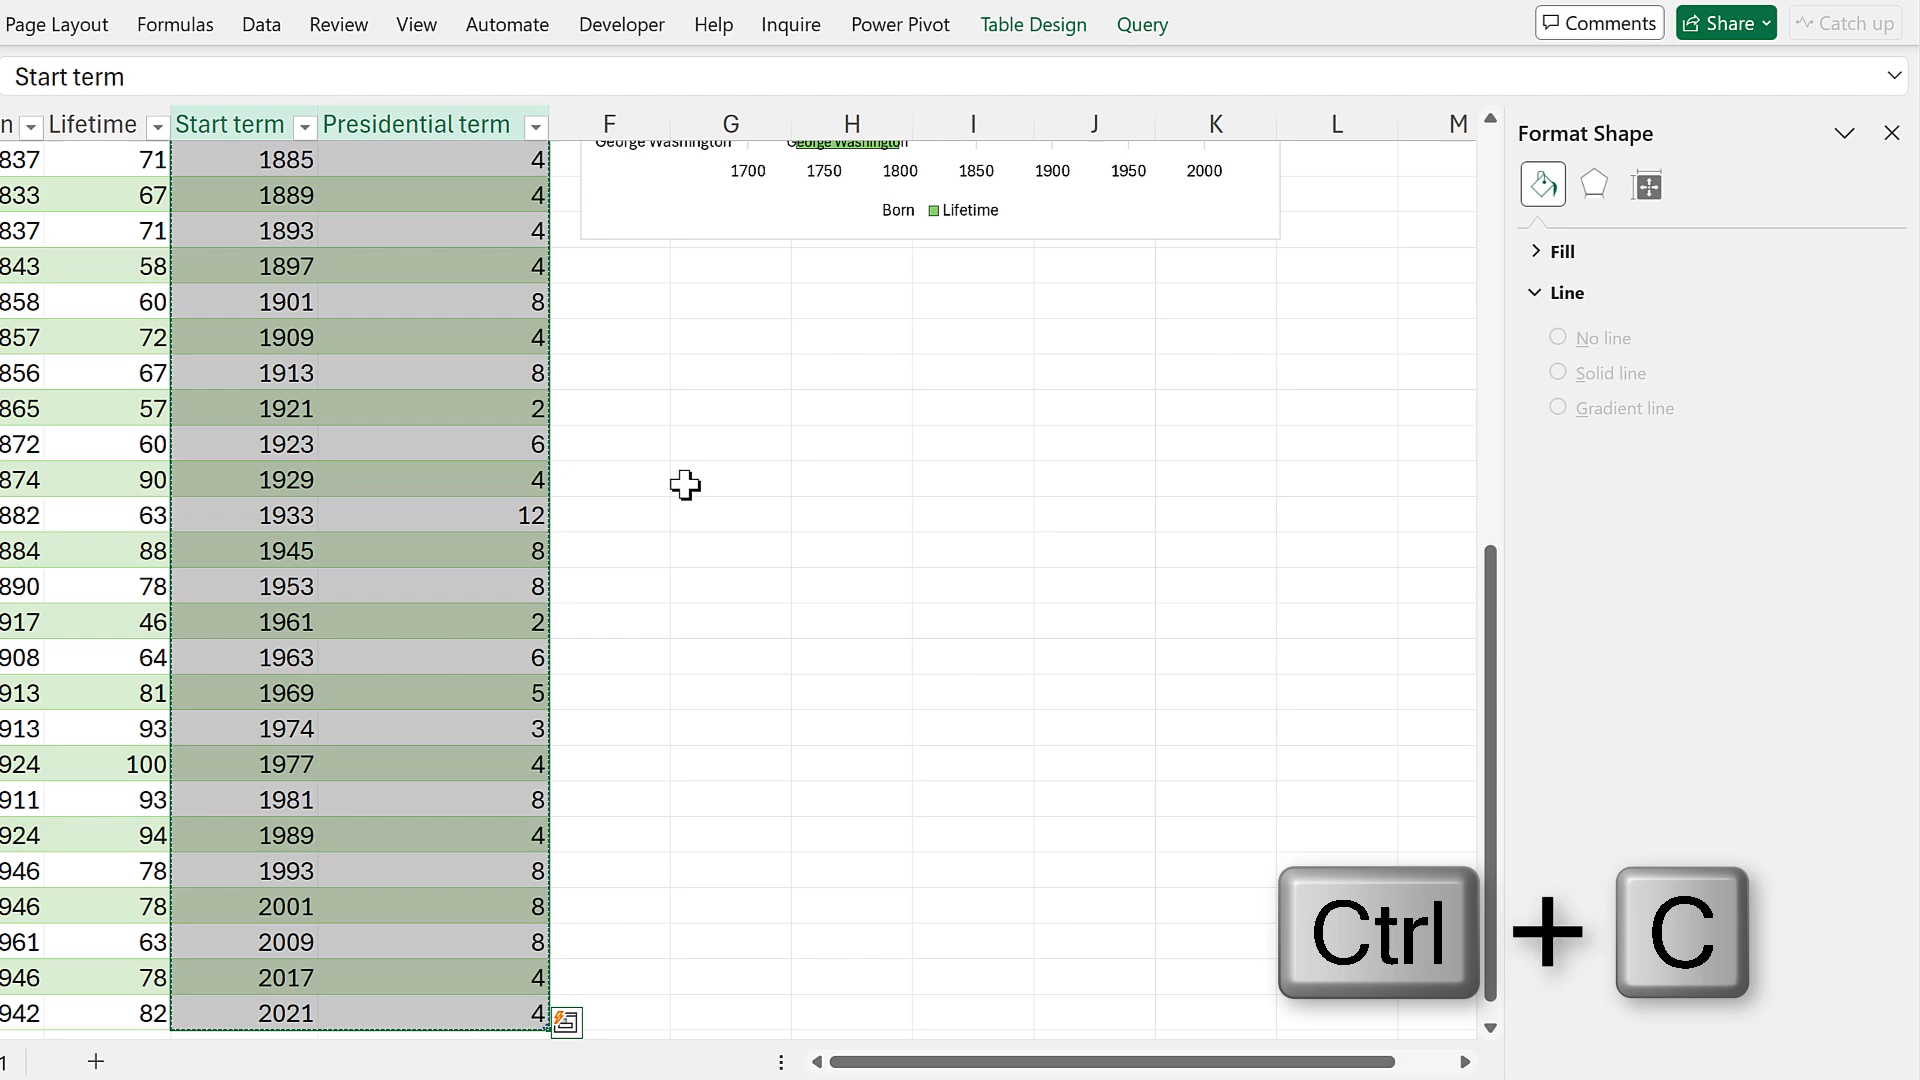 Page Layout Formulas Data Review View Automate Developer Help Inquire Power Pivot Table Design Query Comments Share Catch up
Start term
n Lifetime Start term Presidential term F G H I J K L M
George Washington George Washington
1700 1750 1800 1850 1900 1950 2000
Born Lifetime
837 71 1885 4
833 67 1889 4
837 71 1893 4
843 58 1897 4
858 60 1901 8
857 72 1909 4
856 67 1913 8
865 57 1921 2
872 60 1923 6
874 90 1929 4
882 63 1933 12
884 88 1945 8
890 78 1953 8
917 46 1961 2
908 64 1963 6
913 81 1969 5
913 93 1974 3
924 100 1977 4
911 93 1981 8
924 94 1989 4
946 78 1993 8
946 78 2001 8
961 63 2009 8
946 78 2017 4
942 82 2021 4
Format Shape
Fill
Line
No line
Solid line
Gradient line
Ctrl + C
1